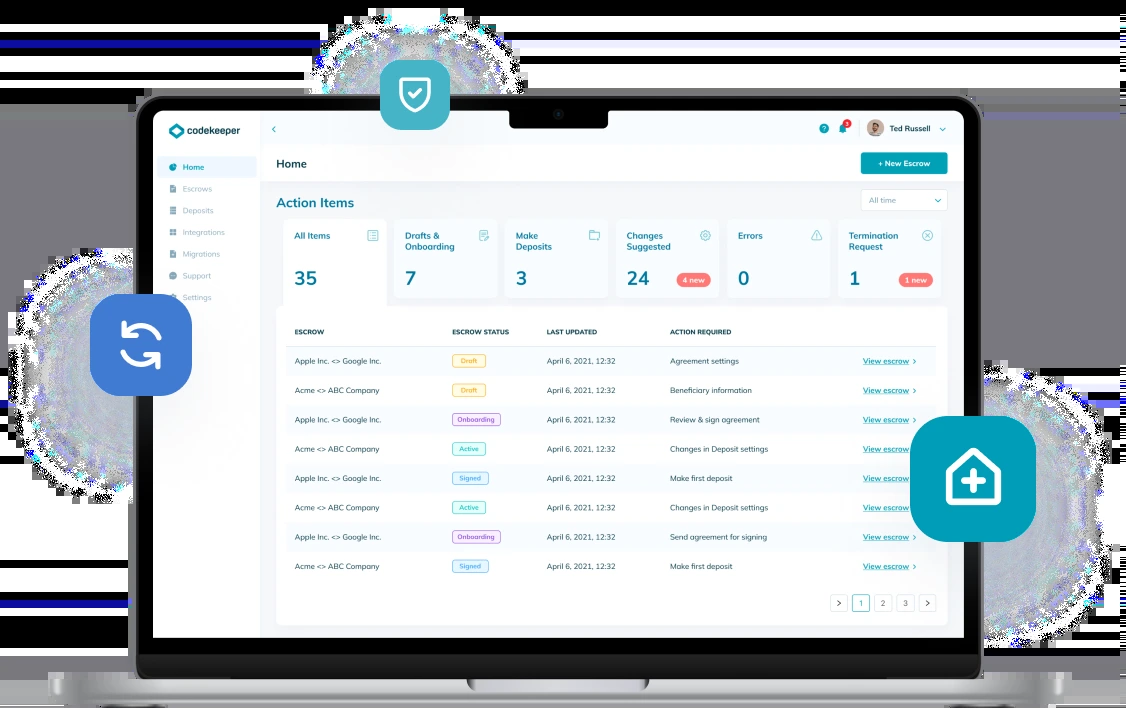 codekeeper
?
3
Ted Russell
Home
Escrows
Deposits
Integrations
Migrations
Support
Settings
Home
+ New Escrow
Action Items
All time
All Items
35
Drafts &
Onboarding
7
Make
Deposits
3
Changes
Suggested
24
4 new
Errors
0
Termination
Request
1
1 new
ESCROW ESCROW STATUS LAST UPDATED ACTION REQUIRED
Apple Inc. <> Google Inc. Draft April 6, 2021, 12:32 Agreement settings View escrow >
Acme <> ABC Company Draft April 6, 2021, 12:32 Beneficiary information View escrow >
Apple Inc. <> Google Inc. Onboarding April 6, 2021, 12:32 Review & sign agreement View escrow >
Acme <> ABC Company Active April 6, 2021, 12:32 Changes in Deposit settings View escrow
Apple Inc. <> Google Inc. Signed April 6, 2021, 12:32 Make first deposit View escrow
Acme <> ABC Company Active April 6, 2021, 12:32 Changes in Deposit settings View escrow
Apple Inc. <> Google Inc. Onboarding April 6, 2021, 12:32 Send agreement for signing View escrow >
Acme <> ABC Company Signed April 6, 2021, 12:32 Make first deposit View escrow >
> 1 2 3 >